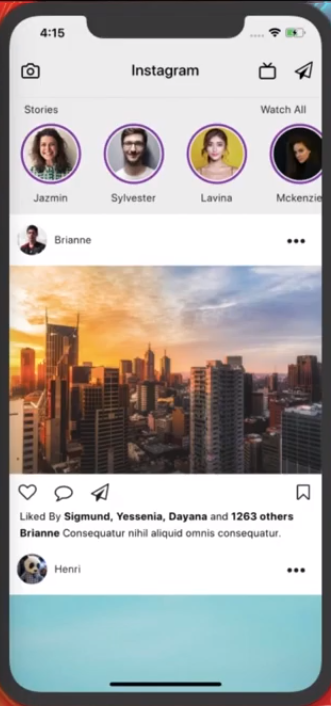 4:15
Instagram
Stories Watch All
Jazmin Sylvester Lavina Mckenzie
Brianne
Liked By Sigmund, Yessenia, Dayana and 1263 others
Brianne Consequatur nihil aliquid omnis consequatur.
Henri